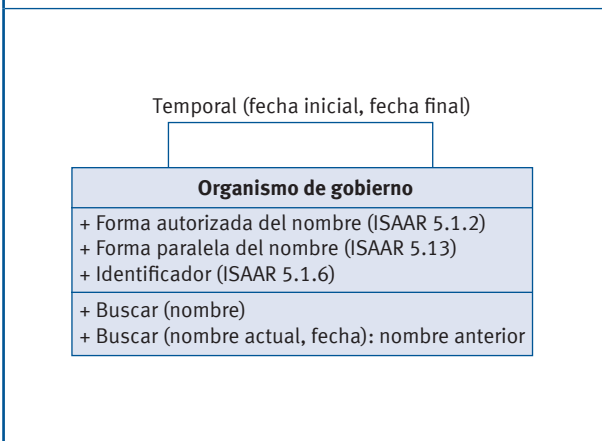 Temporal (fecha inicial, fecha final)
Organismo de gobierno
+ Forma autorizada del nombre (ISAAR 5.1.2)
+ Forma paralela del nombre (ISAAR 5.13)
+ Identificador (ISAAR 5.1.6)
+ Buscar (nombre)
+ Buscar (nombre actual, fecha): nombre anterior